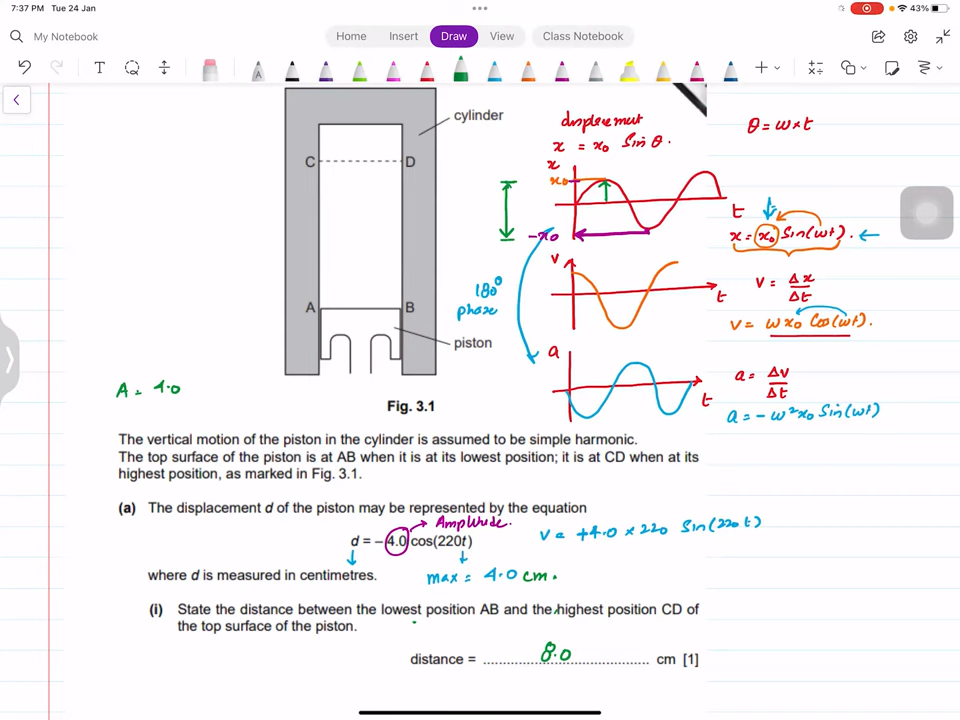 7:37 PM Tue 24 Jan
43%
My Notebook
Home Insert Draw View Class Notebook
T
A
cylinder
C D
A B
piston
Fig. 3.1
A = 4.0
displacement
x = x₀ Sin θ.
θ = ω×t
x
x₀
-x₀
t
x = x₀ Sin(ωt).
180°
phase
v
t
v = Δx/Δt
v = ωx₀ Cos(ωt).
a
t
a = Δv/Δt
a = -ω²x₀ Sin(ωt)
The vertical motion of the piston in the cylinder is assumed to be simple harmonic.
The top surface of the piston is at AB when it is at its lowest position; it is at CD when at its
highest position, as marked in Fig. 3.1.
(a) The displacement d of the piston may be represented by the equation
Amplitude.
d = – 4.0 cos(220t)
v = +4.0 × 220 Sin(220t)
where d is measured in centimetres.
max = 4.0 cm.
(i) State the distance between the lowest position AB and the highest position CD of
the top surface of the piston.
distance = 8.0 cm [1]